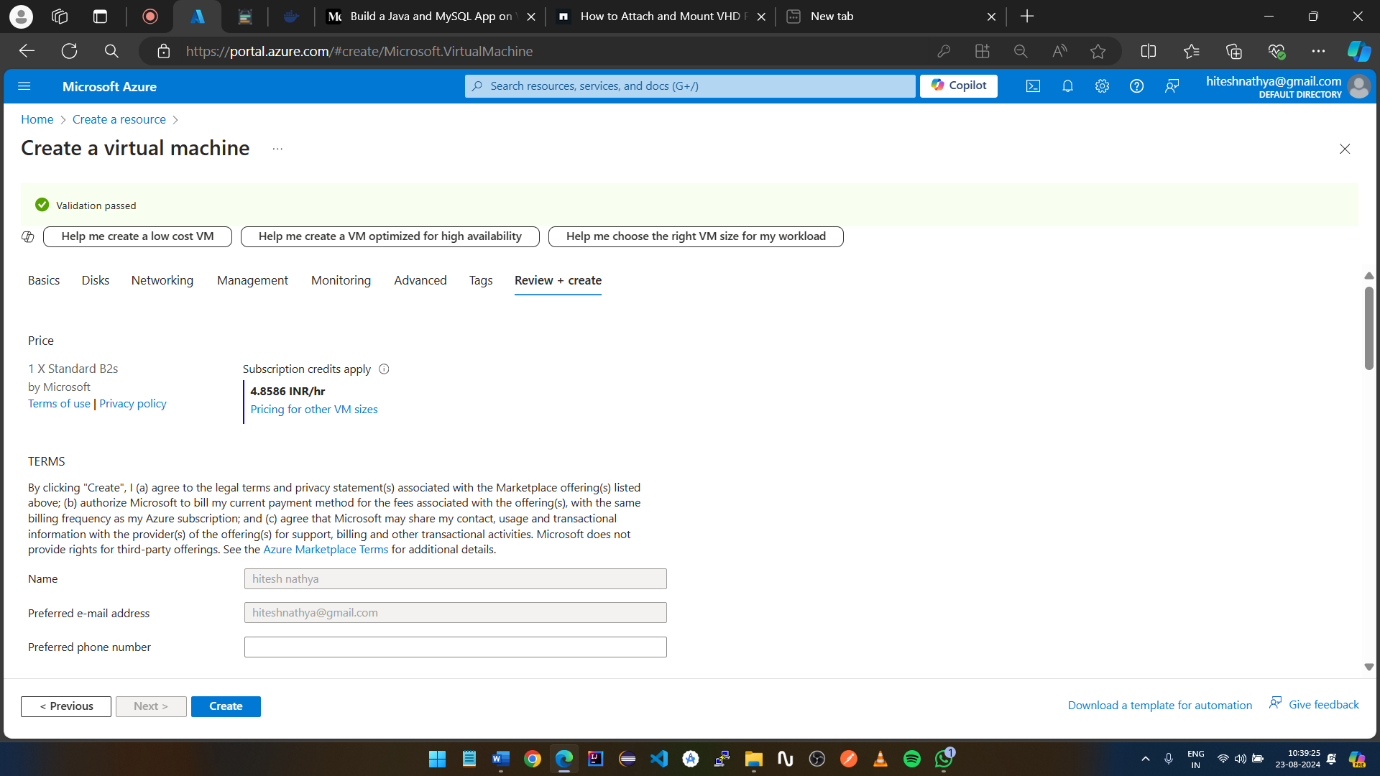 Build a Java and MySQL App on
How to Attach and Mount VHD F
New tab
https://portal.azure.com/#create/Microsoft.VirtualMachine
Microsoft Azure
Search resources, services, and docs (G+/)
Copilot
hiteshnathya@gmail.com
DEFAULT DIRECTORY
Home > Create a resource >
Create a virtual machine ...
Validation passed
Help me create a low cost VM
Help me create a VM optimized for high availability
Help me choose the right VM size for my workload
Basics Disks Networking Management Monitoring Advanced Tags Review + create
Price
1 X Standard B2s
by Microsoft
Terms of use | Privacy policy
Subscription credits apply
4.8586 INR/hr
Pricing for other VM sizes
TERMS
By clicking "Create", I (a) agree to the legal terms and privacy statement(s) associated with the Marketplace offering(s) listed
above; (b) authorize Microsoft to bill my current payment method for the fees associated with the offering(s), with the same
billing frequency as my Azure subscription; and (c) agree that Microsoft may share my contact, usage and transactional
information with the provider(s) of the offering(s) for support, billing and other transactional activities. Microsoft does not
provide rights for third-party offerings. See the Azure Marketplace Terms for additional details.
Name
hitesh nathya
Preferred e-mail address
hiteshnathya@gmail.com
Preferred phone number
< Previous
Next >
Create
Download a template for automation
Give feedback
1
ENG
IN
10:39:25
23-08-2024